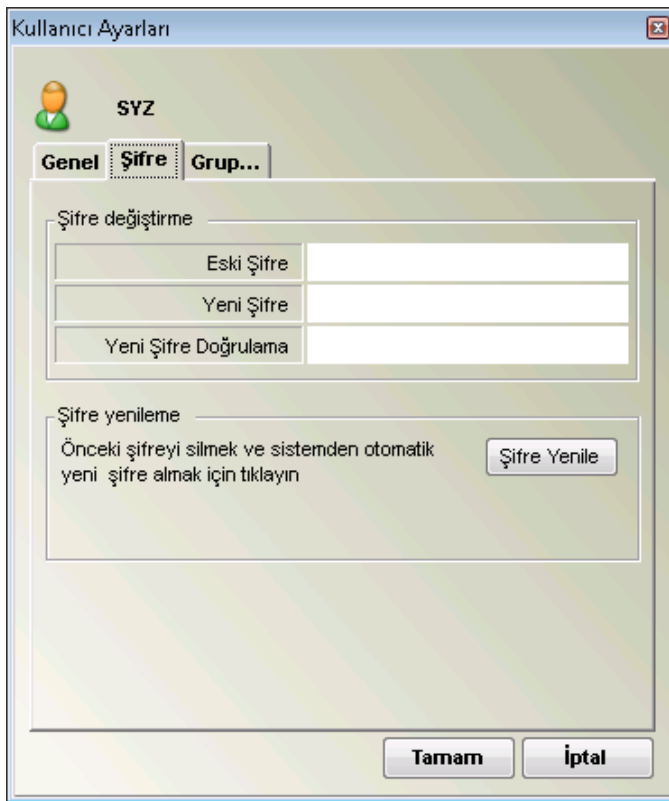 Kullanıcı Ayarları
SYZ
Genel Şifre Grup...
Şifre değiştirme
Eski Şifre
Yeni Şifre
Yeni Şifre Doğrulama
Şifre yenileme
Önceki şifreyi silmek ve sistemden otomatik
yeni şifre almak için tıklayın
Şifre Yenile
Tamam İptal